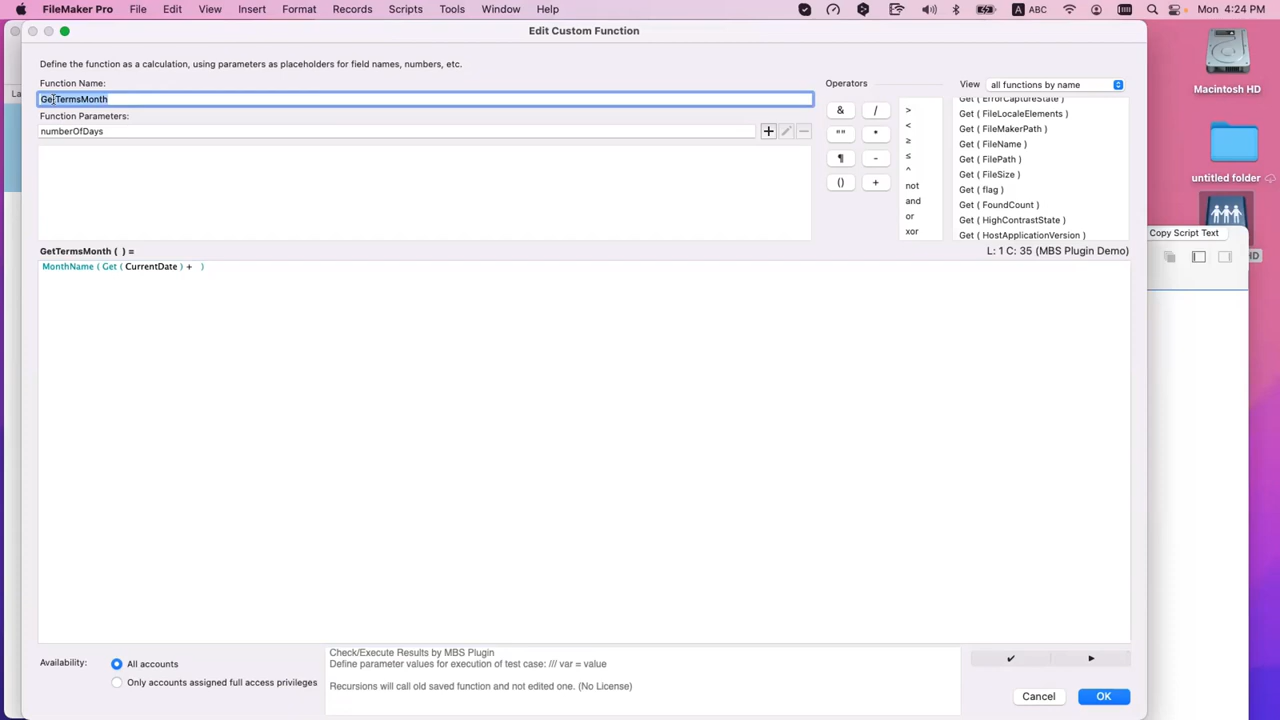 FileMaker Pro File Edit View Insert Format Records Scripts Tools Window Help A ABC Mon 4:24 PM
Edit Custom Function
Define the function as a calculation, using parameters as placeholders for field names, numbers, etc.
Function Name:
GetTermsMonth
Function Parameters:
numberOfDays
Operators
& /
"" *
¶ -
() +
>
<
≥
≤
^
not
and
or
xor
View all functions by name
Get ( ErrorCaptureState )
Get ( FileLocaleElements )
Get ( FileMakerPath )
Get ( FileName )
Get ( FilePath )
Get ( FileSize )
Get ( flag )
Get ( FoundCount )
Get ( HighContrastState )
Get ( HostApplicationVersion )
GetTermsMonth ( ) =
L: 1 C: 35 (MBS Plugin Demo)
MonthName ( Get ( CurrentDate ) + )
Availability:
All accounts
Only accounts assigned full access privileges
Check/Execute Results by MBS Plugin
Define parameter values for execution of test case: /// var = value
Recursions will call old saved function and not edited one. (No License)
Cancel
OK
La
Macintosh HD
untitled folder
Copy Script Text
HD